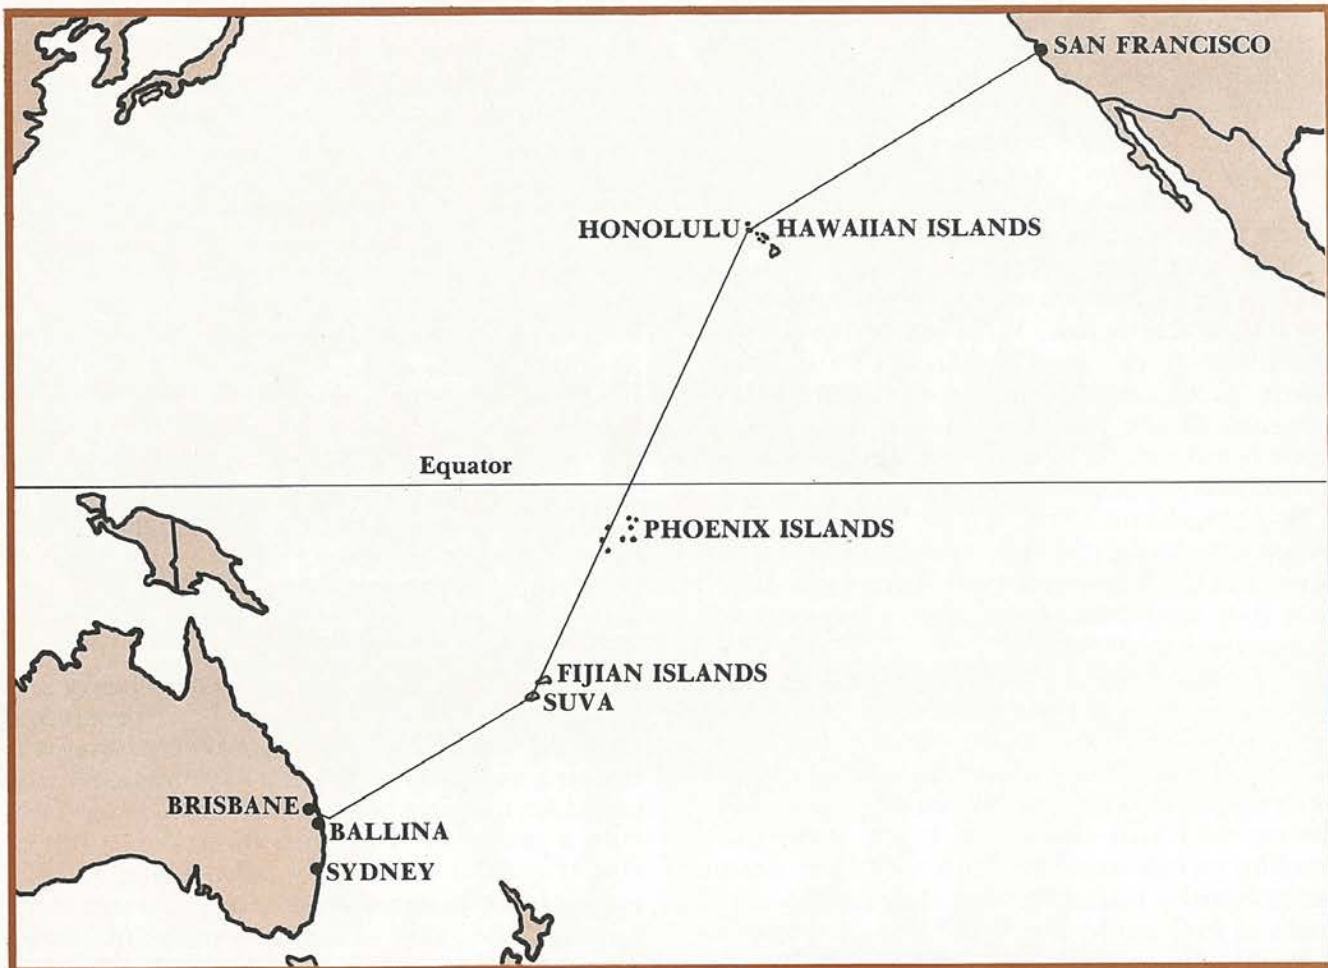 SAN FRANCISCO
HONOLULU
HAWAIIAN ISLANDS
Equator
PHOENIX ISLANDS
FIJIAN ISLANDS
SUVA
BRISBANE
BALLINA
SYDNEY